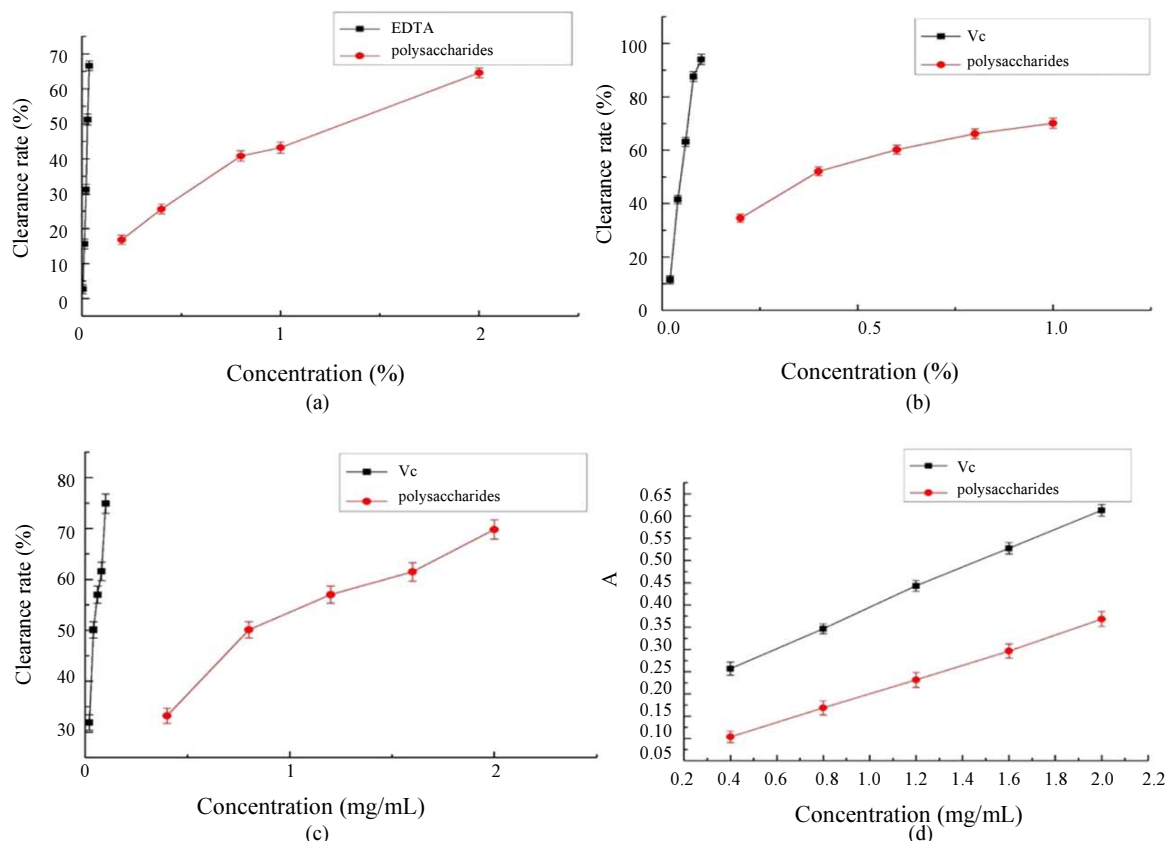 EDTA
polysaccharides
70
60
50
40
30
20
10
0
Clearance rate (%)
0 1 2
Concentration (%)
(a)
Vc
polysaccharides
100
80
60
40
20
0
Clearance rate (%)
0.0 0.5 1.0
Concentration (%)
(b)
Vc
polysaccharides
80
70
60
50
40
30
Clearance rate (%)
0 1 2
Concentration (mg/mL)
(c)
Vc
polysaccharides
0.65
0.60
0.55
0.45
0.40
0.35
0.25
0.20
0.15
0.10
0.05
A
0.2 0.4 0.6 0.8 1.0 1.2 1.4 1.6 1.8 2.0 2.2
Concentration (mg/mL)
(d)